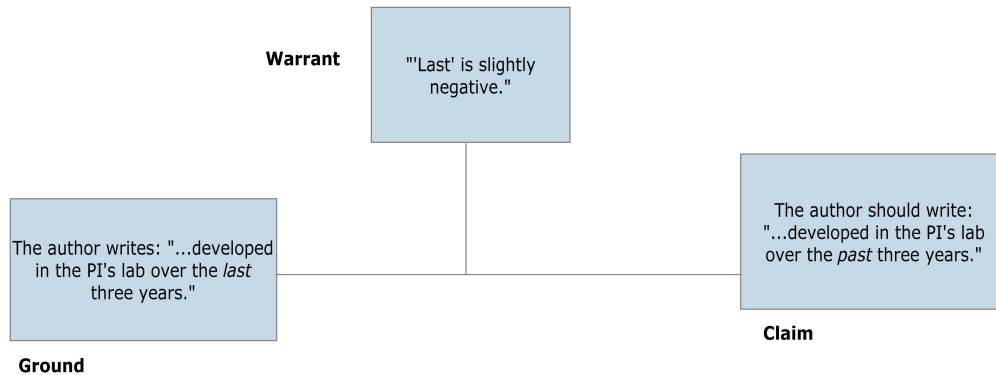 Warrant
"'Last' is slightly
negative."
The author writes: "...developed
in the PI's lab over the last
three years."
Ground
The author should write:
"...developed in the PI's lab
over the past three years."
Claim